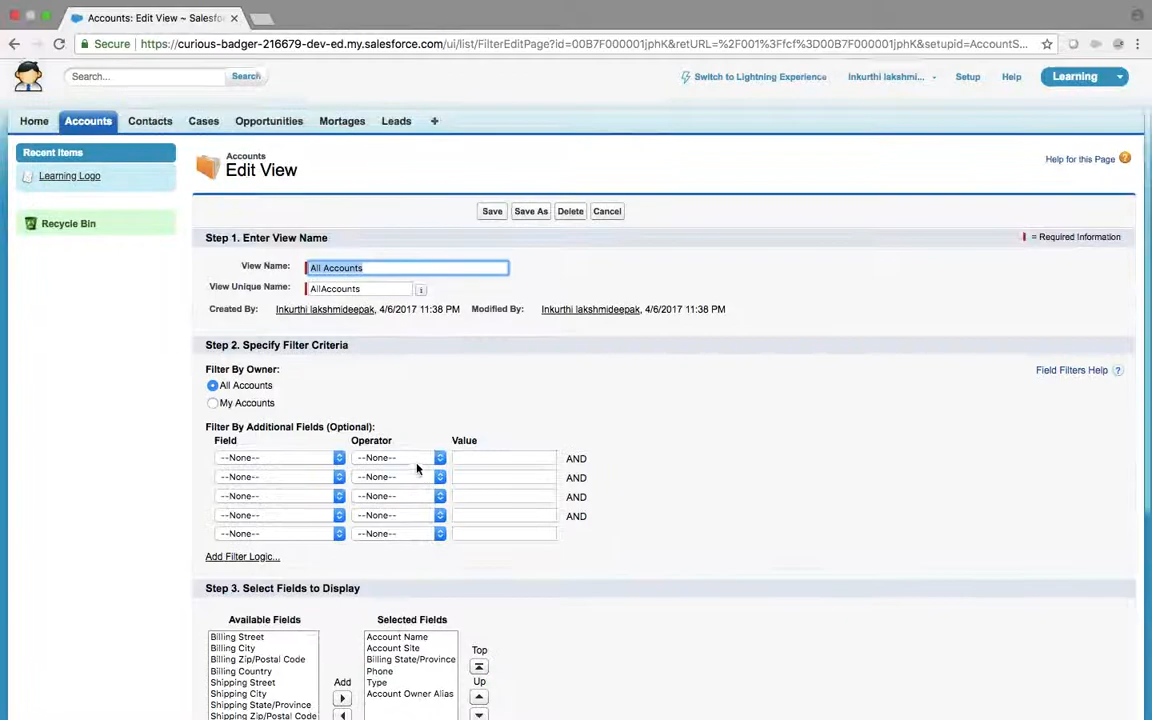 Accounts: Edit View ~ Salesfo
Secure https://curious-badger-216679-dev-ed.my.salesforce.com/ui/list/FilterEditPage?id=00B7F000001jphK&retURL=%2F001%3Ffcf%3D00B7F000001jphK&setupid=AccountS...
Search... Search Switch to Lightning Experience Inkurthi lakshmi... Setup Help Learning
Home Accounts Contacts Cases Opportunities Mortages Leads +
Recent Items
Learning Logo
Recycle Bin
Accounts
Edit View
Help for this Page ?
Save Save As Delete Cancel
Step 1. Enter View Name
= Required Information
View Name: All Accounts
View Unique Name: AllAccounts i
Created By: Inkurthi lakshmideepak, 4/6/2017 11:38 PM Modified By: Inkurthi lakshmideepak, 4/6/2017 11:38 PM
Step 2. Specify Filter Criteria
Filter By Owner:
Field Filters Help ?
All Accounts
My Accounts
Filter By Additional Fields (Optional):
Field Operator Value
--None-- --None-- AND
--None-- --None-- AND
--None-- --None-- AND
--None-- --None-- AND
--None-- --None--
Add Filter Logic...
Step 3. Select Fields to Display
Available Fields
Billing Street
Billing City
Billing Zip/Postal Code
Billing Country
Shipping Street
Shipping City
Shipping State/Province
Shipping Zip/Postal Code
Add
Selected Fields
Account Name
Account Site
Billing State/Province
Phone
Type
Account Owner Alias
Top
Up